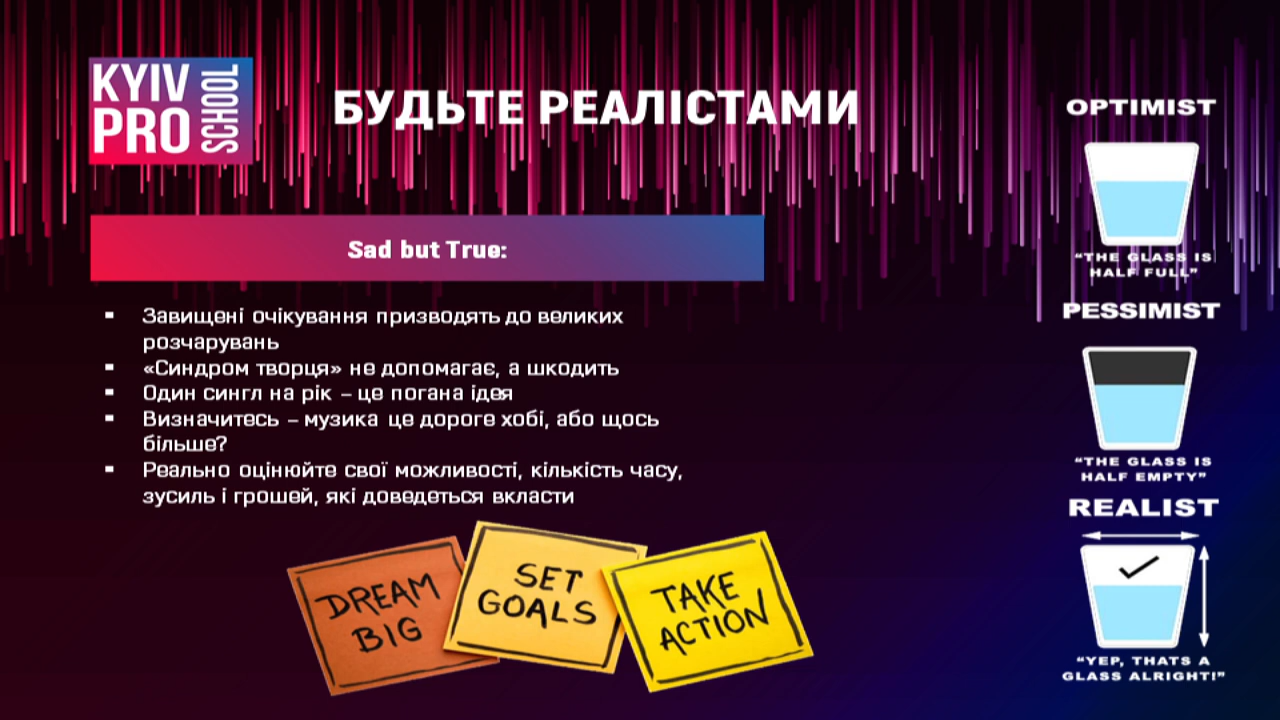 KYIV
PRO
SCHOOL
БУДЬТЕ РЕАЛІСТАМИ
Sad but True:
▪ Завищені очікування призводять до великих
розчарувань
▪ «Синдром творця» не допомагає, а шкодить
▪ Один сингл на рік – це погана ідея
▪ Визначитесь – музика це дороге хобі, або щось
більше?
▪ Реально оцінюйте свої можливості, кількість часу,
зусиль і грошей, які доведеться вкласти
DREAM
BIG
SET
GOALS
TAKE
ACTION
OPTIMIST
“THE GLASS IS
HALF FULL”
PESSIMIST
“THE GLASS IS
HALF EMPTY”
REALIST
“YEP, THATS A
GLASS ALRIGHT!”